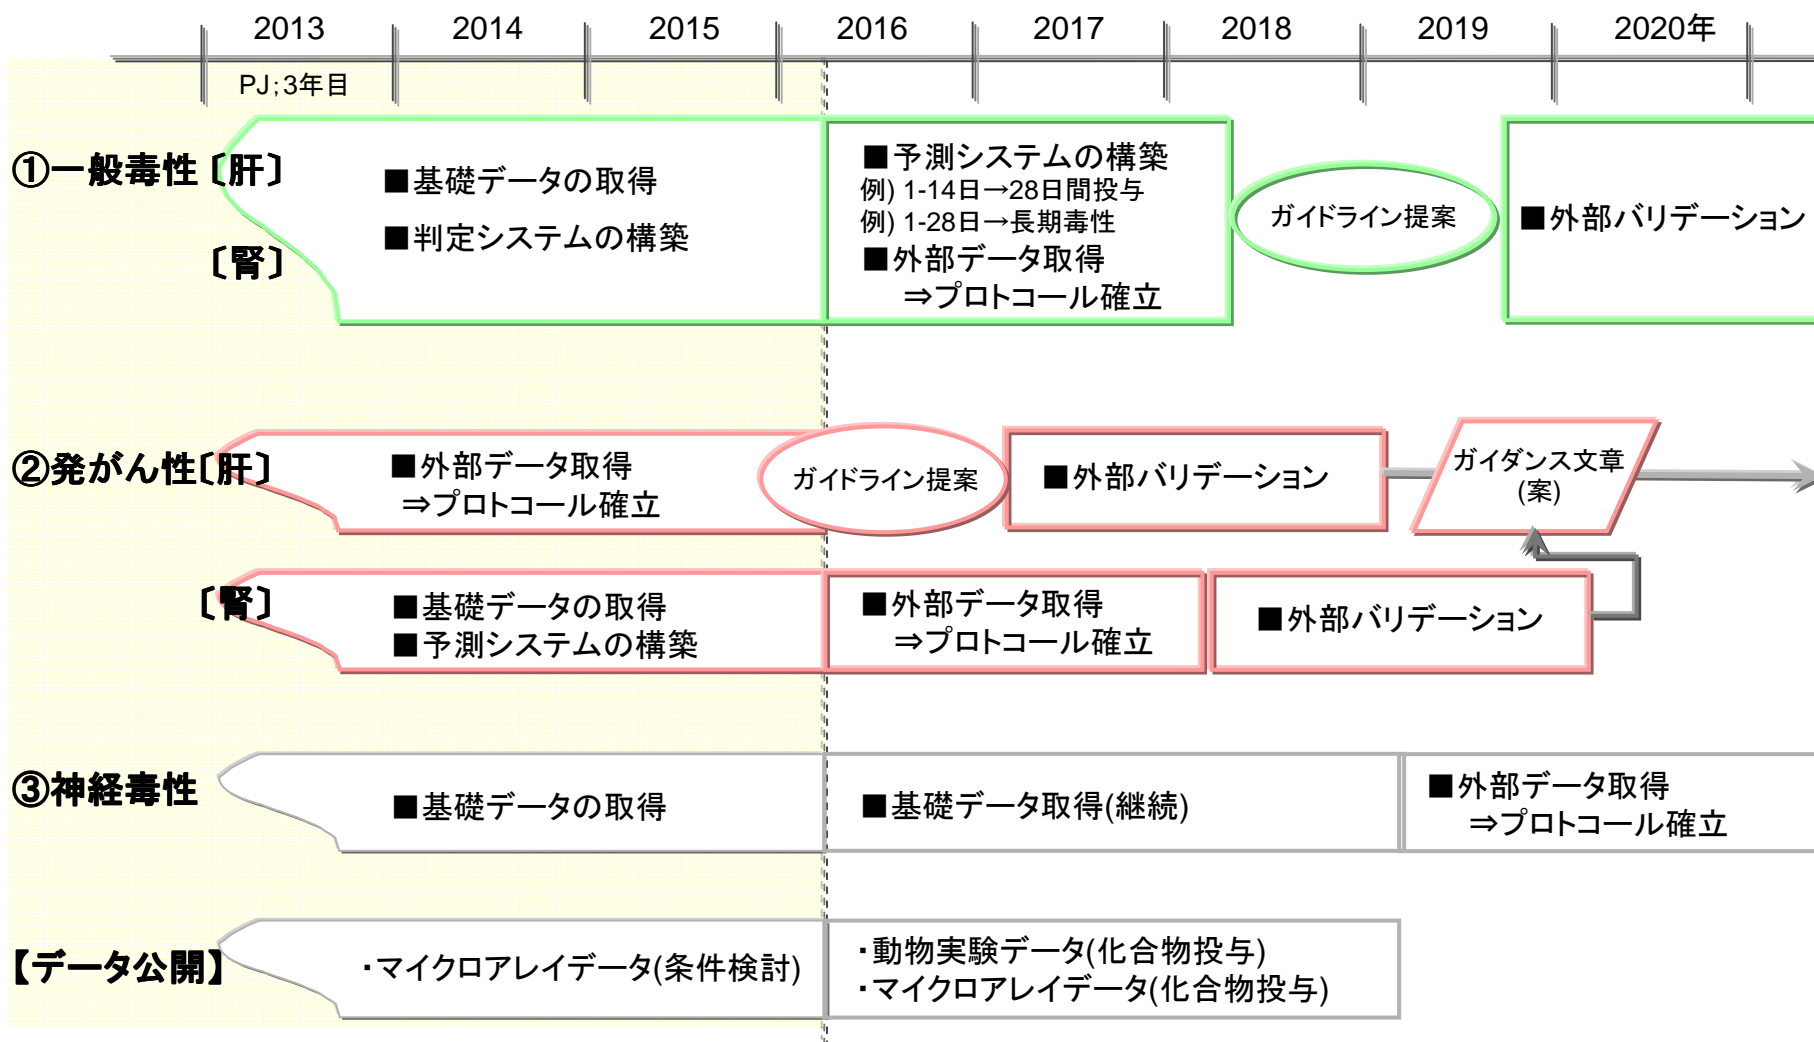 2013 2014 2015 2016 2017 2018 2019 2020年
PJ;3年目
①一般毒性〔肝〕
〔腎〕
■基礎データの取得
■判定システムの構築
■予測システムの構築
例) 1-14日→28日間投与
例) 1-28日→長期毒性
■外部データ取得
⇒プロトコール確立
ガイドライン提案
■外部バリデーション
②発がん性〔肝〕
■外部データ取得
⇒プロトコール確立
ガイドライン提案
■外部バリデーション
ガイダンス文章
(案)
〔腎〕
■基礎データの取得
■予測システムの構築
■外部データ取得
⇒プロトコール確立
■外部バリデーション
③神経毒性
■基礎データの取得
■基礎データ取得(継続)
■外部データ取得
⇒プロトコール確立
【データ公開】
・マイクロアレイデータ(条件検討)
・動物実験データ(化合物投与)
・マイクロアレイデータ(化合物投与)